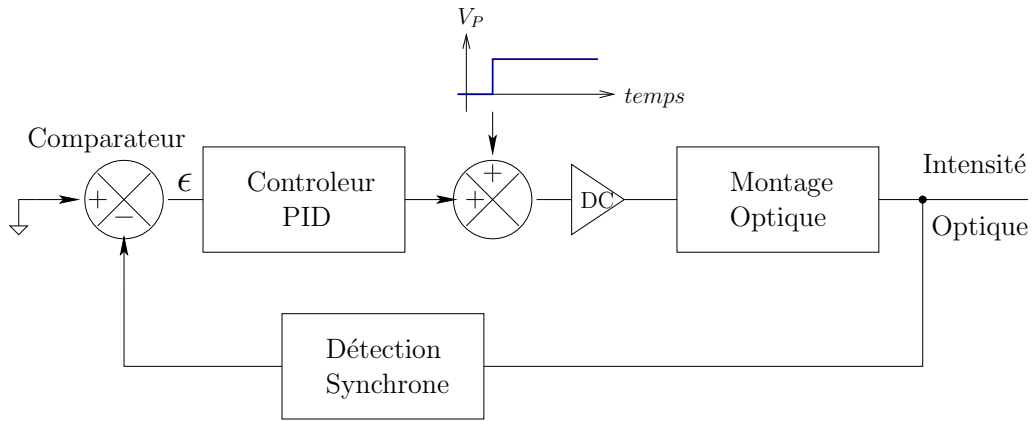 V_P
temps
Comparateur
+
−
ϵ
Controleur
PID
+
+
DC
Montage
Optique
Intensité
Optique
Détection
Synchrone